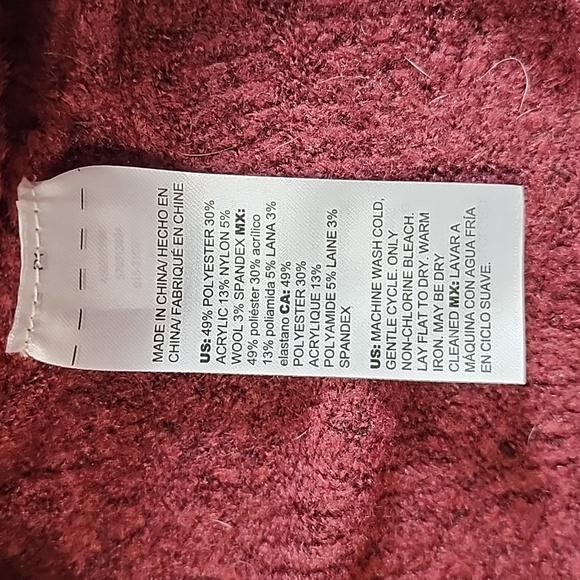 MADE IN CHINA/ HECHO EN
CHINA/ FABRIQUÉ EN CHINE
US: 49% POLYESTER 30%
ACRYLIC 13% NYLON 5%
WOOL 3% SPANDEX MX:
49% poliéster 30% acrílico
13% poliamida 5% LANA 3%
elastano CA: 49%
POLYESTER 30%
ACRYLIQUE 13%
POLYAMIDE 5% LAINE 3%
SPANDEX
US: MACHINE WASH COLD,
GENTLE CYCLE. ONLY
NON-CHLORINE BLEACH.
LAY FLAT TO DRY. WARM
IRON. MAY BE DRY
CLEANED MX: LAVAR A
MÁQUINA CON AGUA FRÍA
EN CICLO SUAVE.